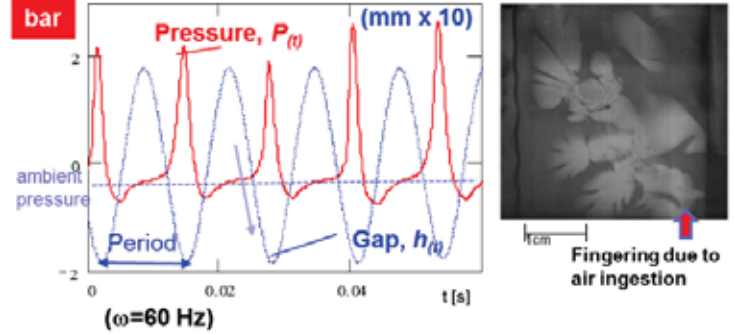 bar
(mm x 10)
Pressure, P(t)
2
0
ambient
pressure
Period
Gap, h(t)
-2
0
0.02
0.04
t [s]
(ω=60 Hz)
1cm
Fingering due to
air ingestion